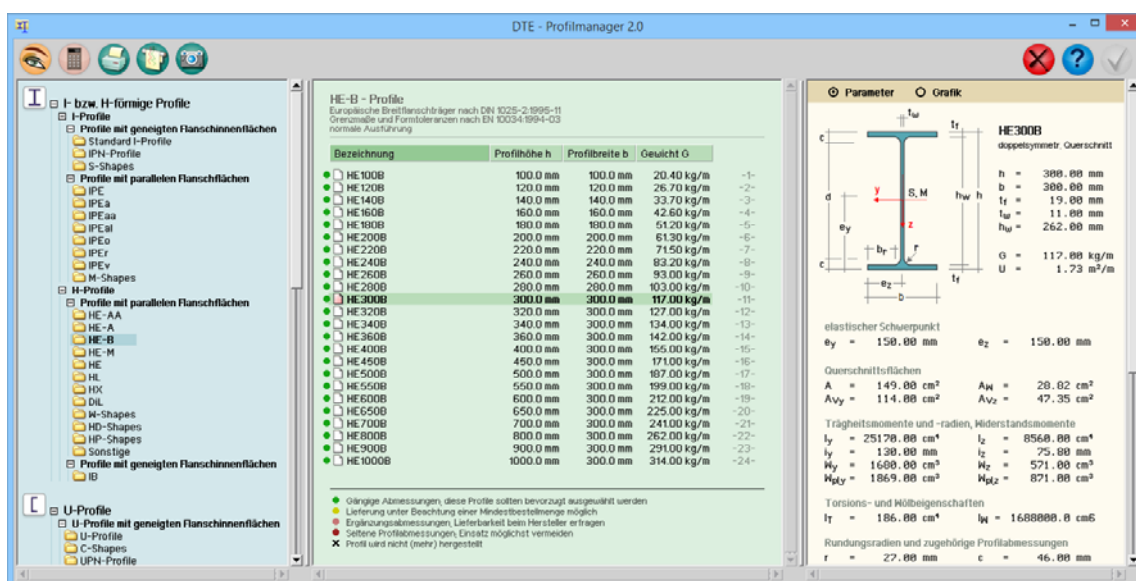 DTE - Profilmanager 2.0
I- bzw. H-förmige Profile
I-Profile
Profile mit geneigten Flanschinnenflächen
Standard I-Profile
IPN-Profile
S-Shapes
Profile mit parallelen Flanschflächen
IPE
IPEa
IPEaa
IPEal
IPEo
IPEr
IPEv
M-Shapes
H-Profile
Profile mit parallelen Flanschflächen
HE-AA
HE-A
HE-B
HE-M
HE
HL
HX
DIL
W-Shapes
HD-Shapes
HP-Shapes
Sonstige
Profile mit geneigten Flanschinnenflächen
IB
U-Profile
U-Profile mit geneigten Flanschinnenflächen
U-Profile
C-Shapes
UPN-Profile
HE-B - Profile
Europäische Breitflanschträger nach DIN 1025-2:1995-11
Grenzmaße und Formtoleranzen nach EN 10034:1994-03
normale Ausführung
Bezeichnung Profilhöhe h Profilbreite b Gewicht G
HE100B 100.0 mm 100.0 mm 20.40 kg/m -1-
HE120B 120.0 mm 120.0 mm 26.70 kg/m -2-
HE140B 140.0 mm 140.0 mm 33.70 kg/m -3-
HE160B 160.0 mm 160.0 mm 42.60 kg/m -4-
HE180B 180.0 mm 180.0 mm 51.20 kg/m -5-
HE200B 200.0 mm 200.0 mm 61.30 kg/m -6-
HE220B 220.0 mm 220.0 mm 71.50 kg/m -7-
HE240B 240.0 mm 240.0 mm 83.20 kg/m -8-
HE260B 260.0 mm 260.0 mm 93.00 kg/m -9-
HE280B 280.0 mm 280.0 mm 103.00 kg/m -10-
HE300B 300.0 mm 300.0 mm 117.00 kg/m -11-
HE320B 320.0 mm 300.0 mm 127.00 kg/m -12-
HE340B 340.0 mm 300.0 mm 134.00 kg/m -13-
HE360B 360.0 mm 300.0 mm 142.00 kg/m -14-
HE400B 400.0 mm 300.0 mm 155.00 kg/m -15-
HE450B 450.0 mm 300.0 mm 171.00 kg/m -16-
HE500B 500.0 mm 300.0 mm 187.00 kg/m -17-
HE550B 550.0 mm 300.0 mm 199.00 kg/m -18-
HE600B 600.0 mm 300.0 mm 212.00 kg/m -19-
HE650B 650.0 mm 300.0 mm 225.00 kg/m -20-
HE700B 700.0 mm 300.0 mm 241.00 kg/m -21-
HE800B 800.0 mm 300.0 mm 262.00 kg/m -22-
HE900B 900.0 mm 300.0 mm 291.00 kg/m -23-
HE1000B 1000.0 mm 300.0 mm 314.00 kg/m -24-
Gängige Abmessungen, diese Profile sollten bevorzugt ausgewählt werden
Lieferung unter Beachtung einer Mindestbestellmenge möglich
Ergänzungsabmessungen, Lieferbarkeit beim Hersteller erfragen
Seltene Profilabmessungen, Einsatz möglichst vermeiden
Profil wird nicht (mehr) hergestellt
Parameter Grafik
tw
tf
c
d
y
S, M
hw
h
z
ey
br
r
c
ez
tf
b
HE300B
doppelsymmetr. Querschnitt
h = 300.00 mm
b = 300.00 mm
tf = 19.00 mm
tw = 11.00 mm
hw = 262.00 mm
G = 117.00 kg/m
U = 1.73 m²/m
elastischer Schwerpunkt
ey = 150.00 mm ez = 150.00 mm
Querschnittsflächen
A = 149.00 cm² Aw = 28.82 cm²
Avy = 114.00 cm² Avz = 47.35 cm²
Trägheitsmomente und -radien, Widerstandsmomente
Iy = 25170.00 cm⁴ Iz = 8560.00 cm⁴
iy = 130.00 mm iz = 75.80 mm
Wy = 1680.00 cm³ Wz = 571.00 cm³
Wply = 1869.00 cm³ Wplz = 871.00 cm³
Torsions- und Wölbeigenschaften
IT = 186.00 cm⁴ Iw = 1688000.0 cm6
Rundungsradien und zugehörige Profilabmessungen
r = 27.00 mm c = 46.00 mm